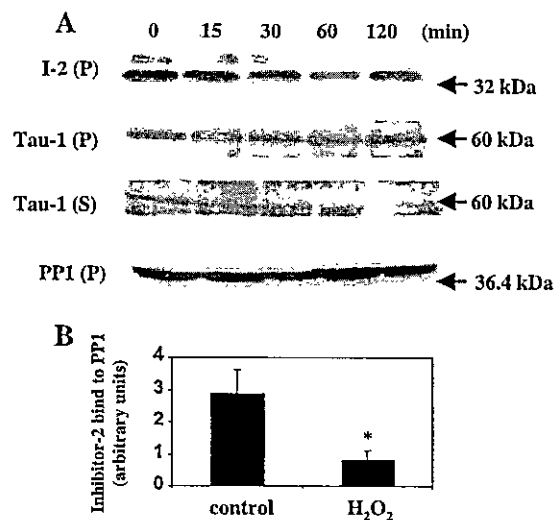 A
0 15 30 60 120 (min)
I-2 (P)
32 kDa
Tau-1 (P)
60 kDa
Tau-1 (S)
60 kDa
PP1 (P)
36.4 kDa
B
Inhibitor-2 bind to PP1
(arbitrary units)
4
3
2
1
0
*
control H₂O₂